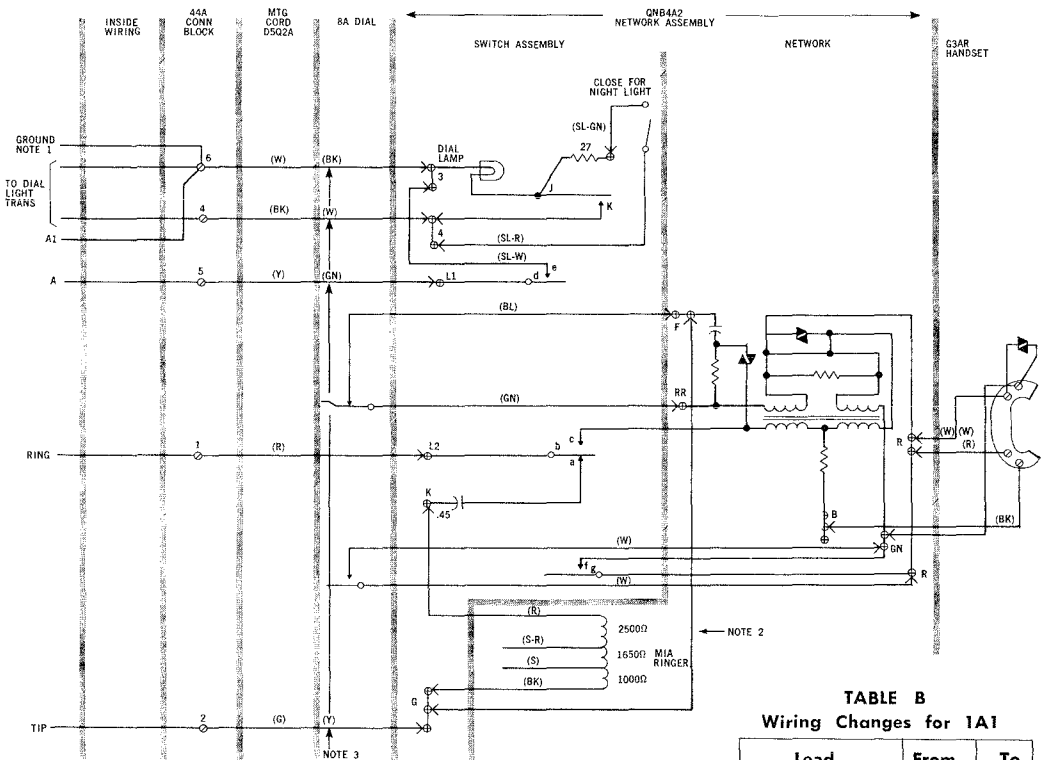 INSIDE
WIRING
44A
CONN
BLOCK
MTG
CORD
D5Q2A
8A DIAL
QNB4A2
NETWORK ASSEMBLY
SWITCH ASSEMBLY
NETWORK
G3AR
HANDSET
CLOSE FOR
NIGHT LIGHT
(SL-GN)
GROUND
NOTE 1
6
(W)
(BK)
DIAL
LAMP
27
3
J
TO DIAL
LIGHT
TRANS
K
4
(BK)
(W)
4
A1
(SL-R)
(SL-W)
e
A
5
(Y)
(GN)
L1
d
(BL)
F
(GN)
RR
c
R
(W)
(W)
(R)
RING
1
(R)
L2
b
a
K
.45
B
(BK)
(W)
GN
f
g
(W)
R
(R)
2500Ω
NOTE 2
(S-R)
1650Ω
M1A
RINGER
(S)
1000Ω
(BK)
G
TIP
2
(G)
(Y)
NOTE 3
TABLE B
Wiring Changes for 1A1
Lead
From
To